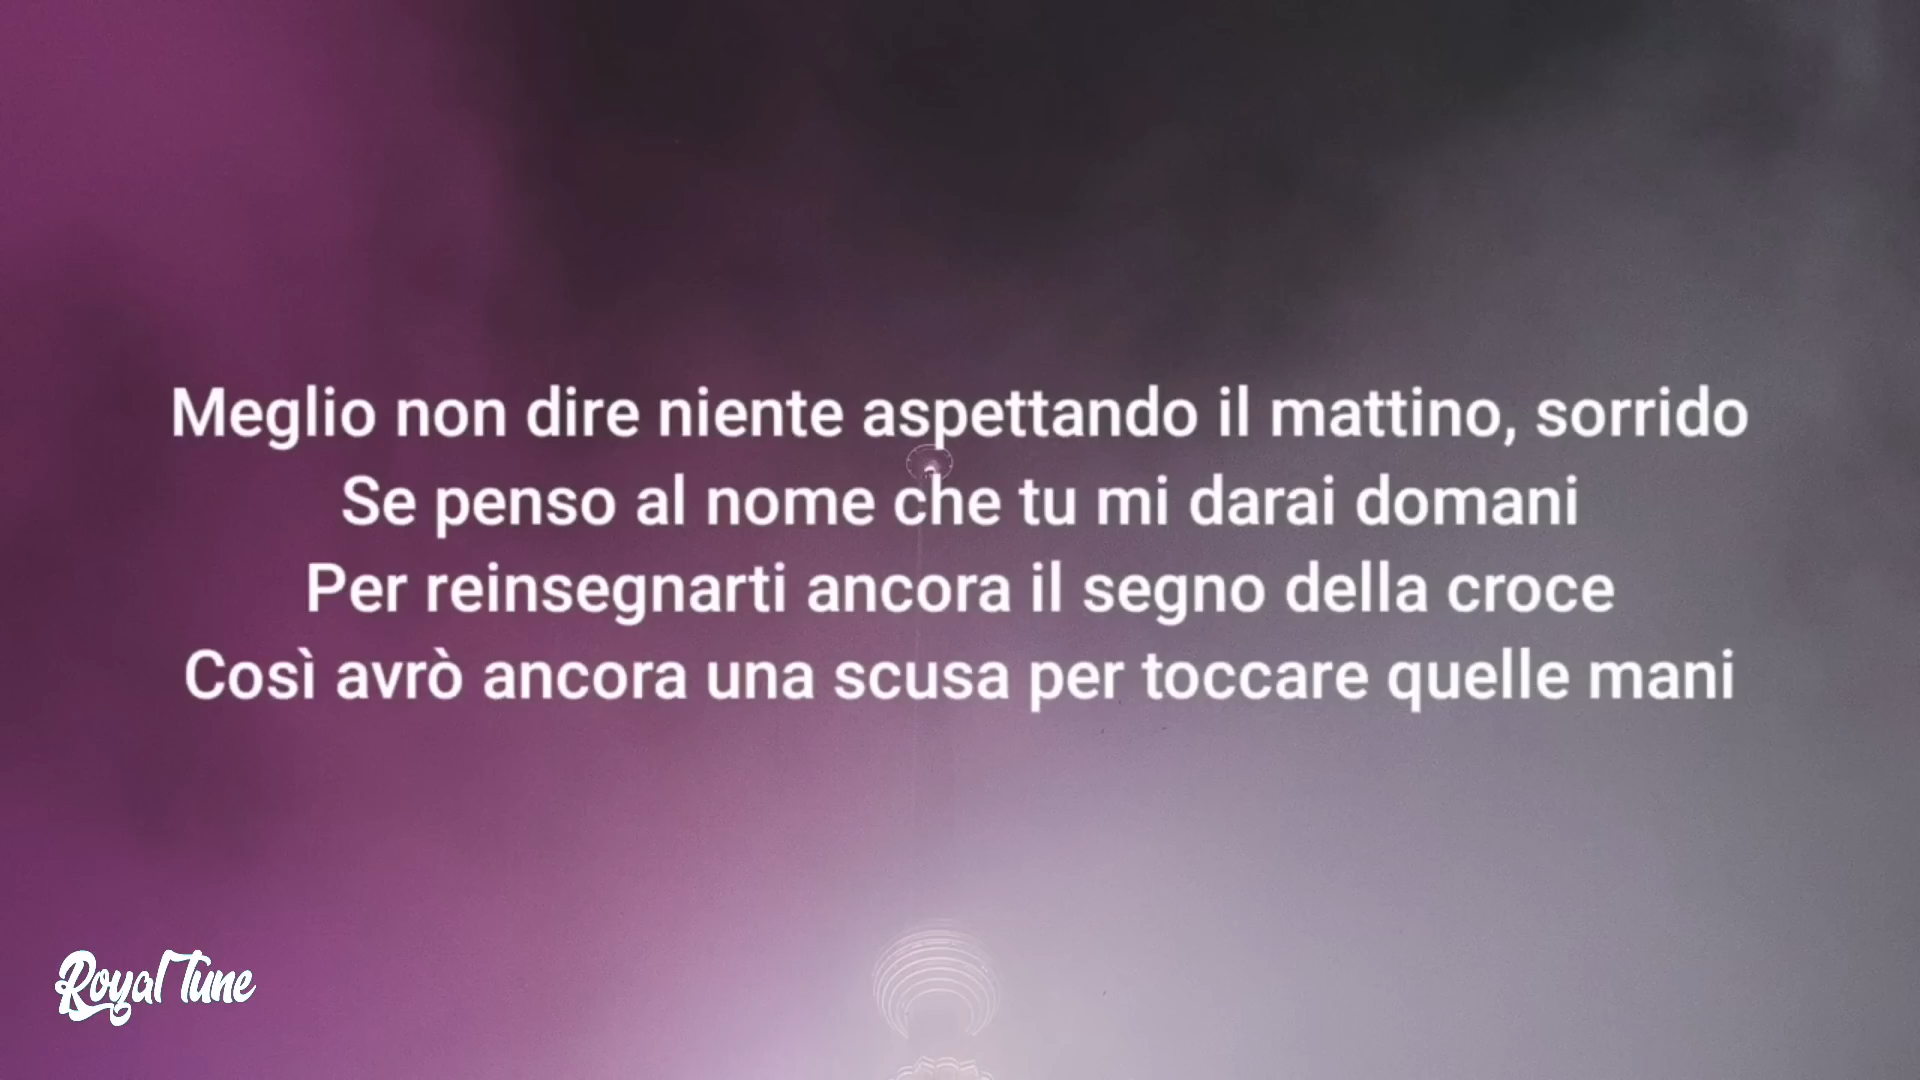 Meglio non dire niente aspettando il mattino, sorrido
Se penso al nome che tu mi darai domani
Per reinsegnarti ancora il segno della croce
Così avrò ancora una scusa per toccare quelle mani
Royal Tune